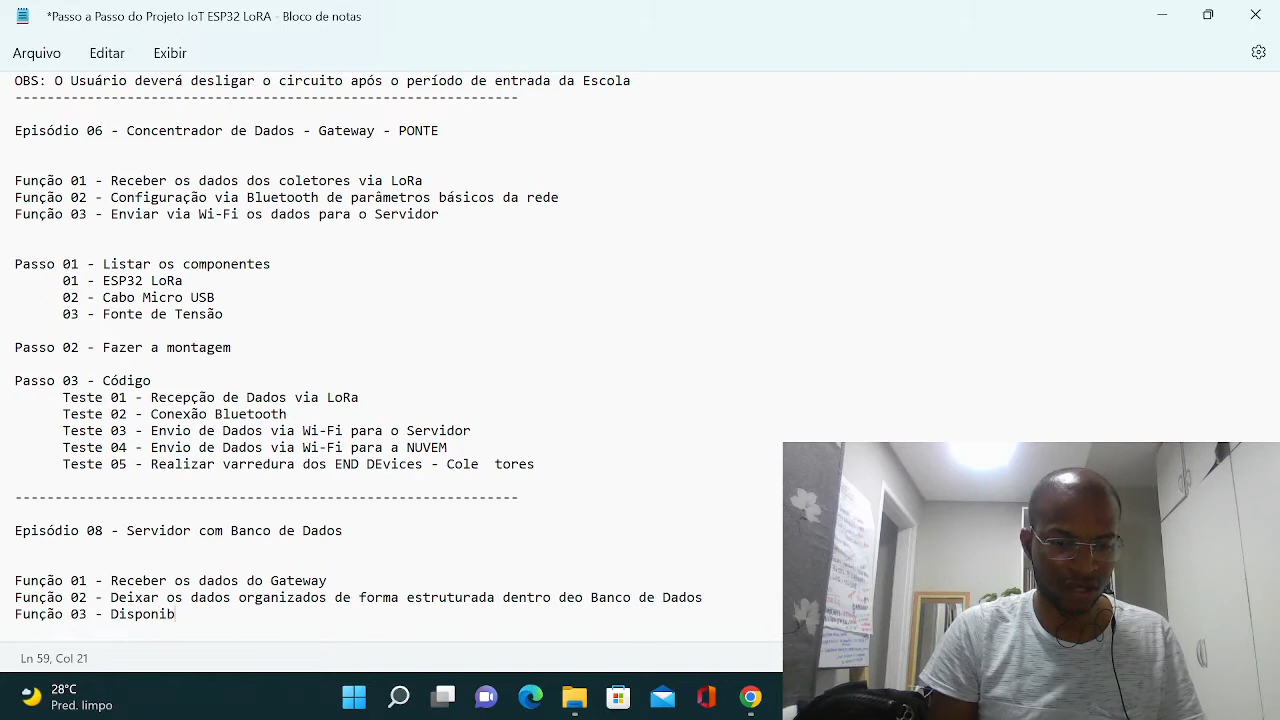 *Passo a Passo do Projeto IoT ESP32 LoRA - Bloco de notas
Arquivo Editar Exibir
OBS: O Usuário deverá desligar o circuito após o período de entrada da Escola
---------------------------------------------------------------
Episódio 06 - Concentrador de Dados - Gateway - PONTE
Função 01 - Receber os dados dos coletores via LoRa
Função 02 - Configuração via Bluetooth de parâmetros básicos da rede
Função 03 - Enviar via Wi-Fi os dados para o Servidor
Passo 01 - Listar os componentes
01 - ESP32 LoRa
02 - Cabo Micro USB
03 - Fonte de Tensão
Passo 02 - Fazer a montagem
Passo 03 - Código
Teste 01 - Recepção de Dados via LoRa
Teste 02 - Conexão Bluetooth
Teste 03 - Envio de Dados via Wi-Fi para o Servidor
Teste 04 - Envio de Dados via Wi-Fi para a NUVEM
Teste 05 - Realizar varredura dos END DEvices - Cole  tores
---------------------------------------------------------------
Episódio 08 - Servidor com Banco de Dados
Função 01 - Receber os dados do Gateway
Função 02 - Deixar os dados organizados de forma estruturada dentro deo Banco de Dados
Função 03 - Disponib
Ln 59, Col 21
28°C
Pred. limpo